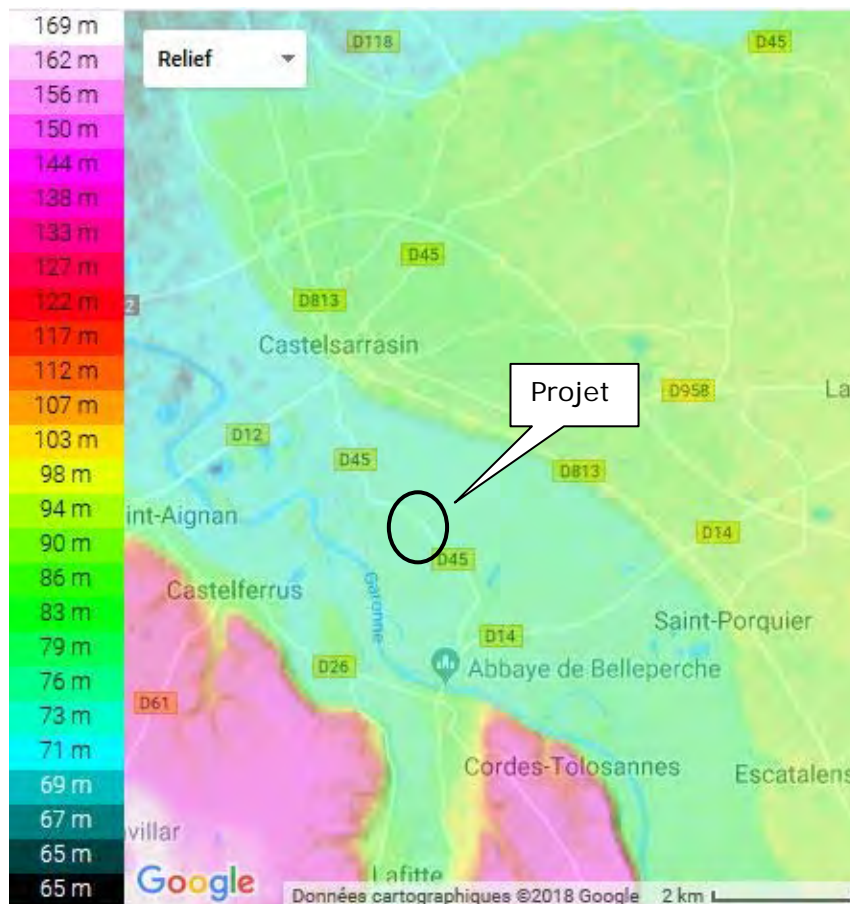 169 m
162 m
156 m
150 m
144 m
138 m
133 m
127 m
122 m
117 m
112 m
107 m
103 m
98 m
94 m
90 m
86 m
83 m
79 m
76 m
73 m
71 m
69 m
67 m
65 m
65 m
Relief
D118
D45
D45
D813
2
Castelsarrasin
Projet
D958
La
D12
D45
D813
int-Aignan
D14
D45
Castelferrus
Garonne
Saint-Porquier
D14
D26
Abbaye de Belleperche
D61
Cordes-Tolosannes
Escatalens
villar
Lafitte
Google
Données cartographiques ©2018 Google 2 km